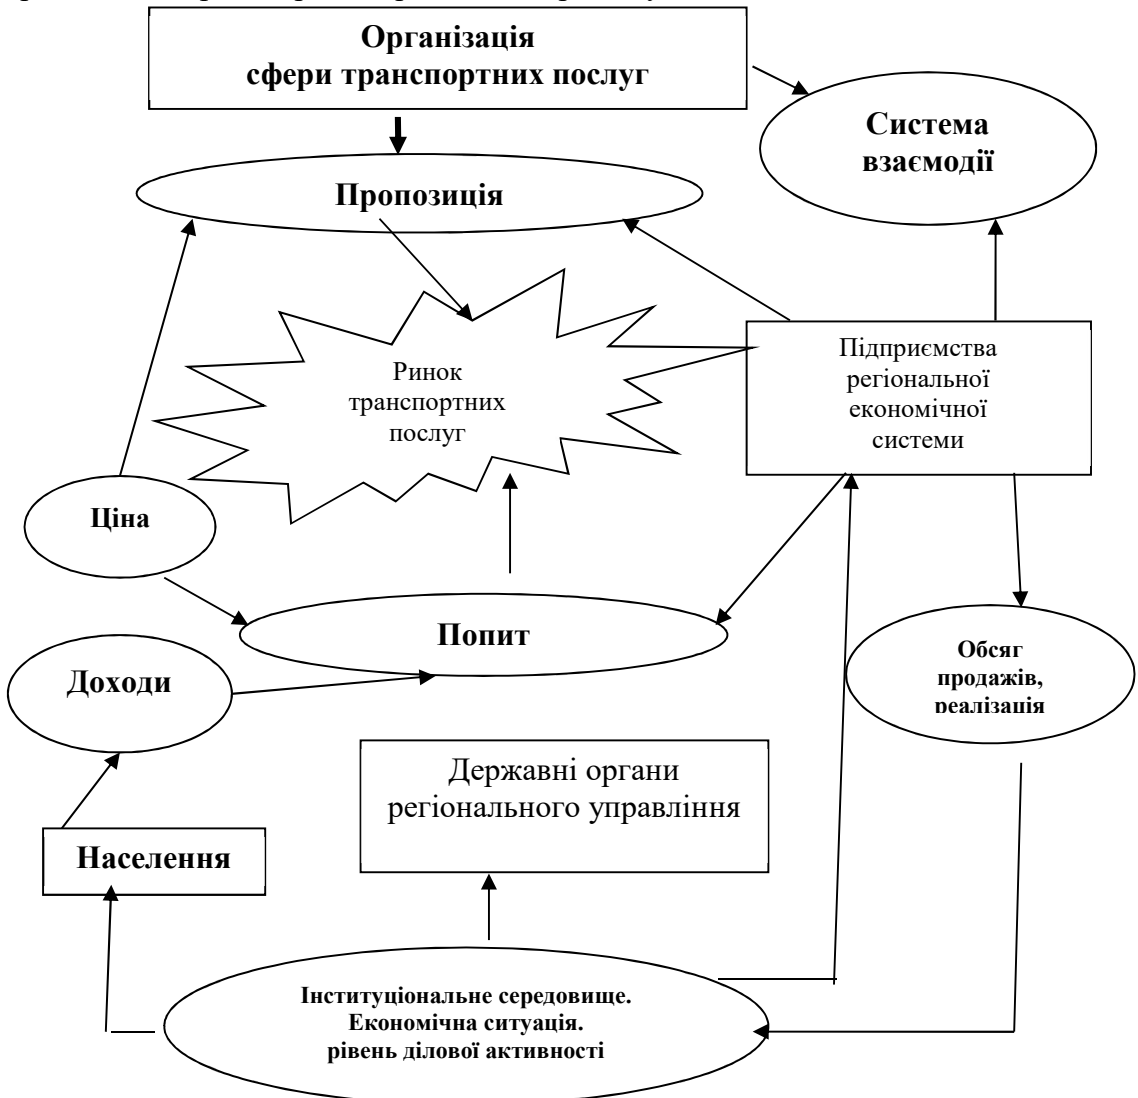 Організація
сфери транспортних послуг
Система
взаємодії
Пропозиція
Підприємства
регіональної
економічної
системи
Ринок
транспортних
послуг
Ціна
Попит
Обсяг
продажів,
реалізація
Доходи
Державні органи
регіонального управління
Населення
Інституціональне середовище.
Економічна ситуація.
рівень ділової активності